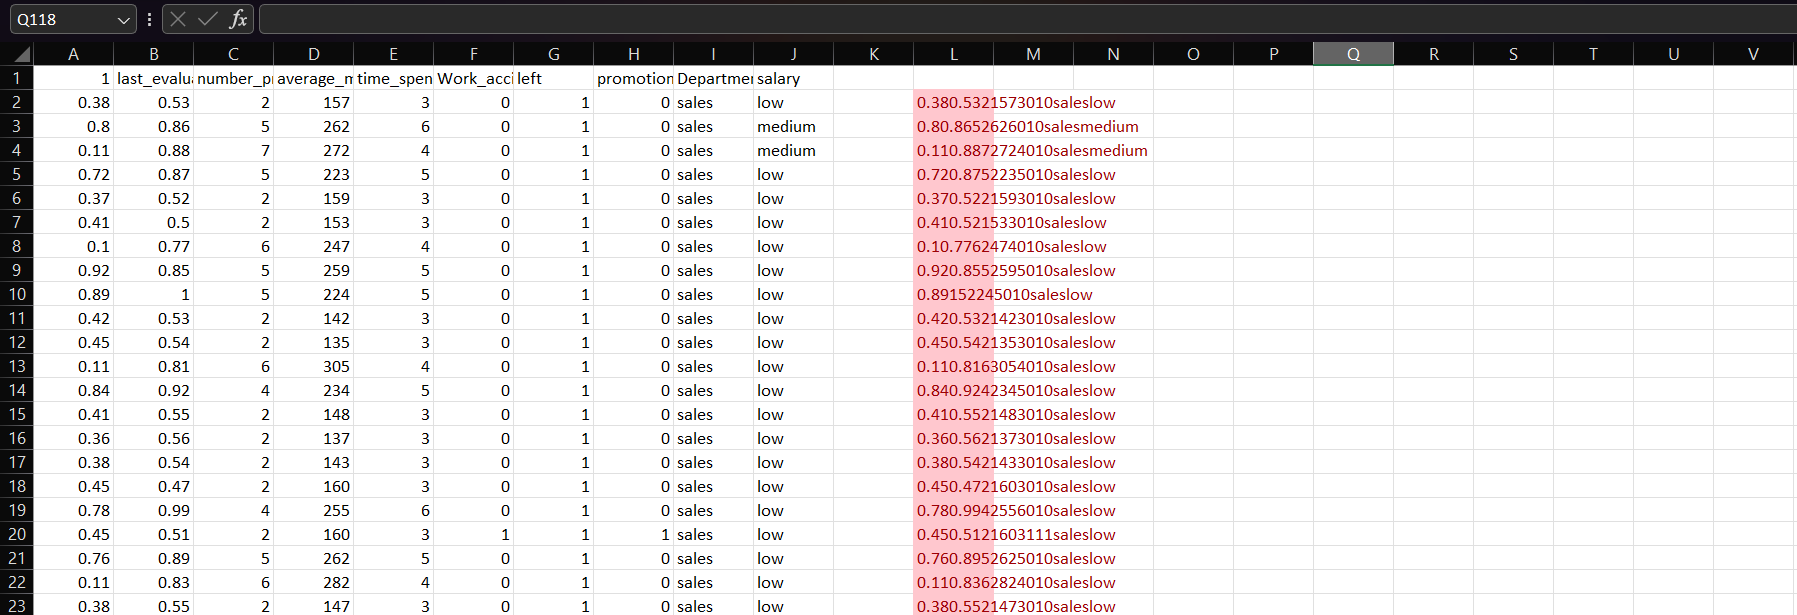 Q118 fx
A B C D E F G H I J K L M N O P Q R S T U V
1 1 last_evalu number_p average_m time_spen Work_acci left promotion Departmen salary
2 0.38 0.53 2 157 3 0 1 0 sales low 0.380.5321573010saleslow
3 0.8 0.86 5 262 6 0 1 0 sales medium 0.80.8652626010salesmedium
4 0.11 0.88 7 272 4 0 1 0 sales medium 0.110.8872724010salesmedium
5 0.72 0.87 5 223 5 0 1 0 sales low 0.720.8752235010saleslow
6 0.37 0.52 2 159 3 0 1 0 sales low 0.370.5221593010saleslow
7 0.41 0.5 2 153 3 0 1 0 sales low 0.410.521533010saleslow
8 0.1 0.77 6 247 4 0 1 0 sales low 0.10.7762474010saleslow
9 0.92 0.85 5 259 5 0 1 0 sales low 0.920.8552595010saleslow
10 0.89 1 5 224 5 0 1 0 sales low 0.89152245010saleslow
11 0.42 0.53 2 142 3 0 1 0 sales low 0.420.5321423010saleslow
12 0.45 0.54 2 135 3 0 1 0 sales low 0.450.5421353010saleslow
13 0.11 0.81 6 305 4 0 1 0 sales low 0.110.8163054010saleslow
14 0.84 0.92 4 234 5 0 1 0 sales low 0.840.9242345010saleslow
15 0.41 0.55 2 148 3 0 1 0 sales low 0.410.5521483010saleslow
16 0.36 0.56 2 137 3 0 1 0 sales low 0.360.5621373010saleslow
17 0.38 0.54 2 143 3 0 1 0 sales low 0.380.5421433010saleslow
18 0.45 0.47 2 160 3 0 1 0 sales low 0.450.4721603010saleslow
19 0.78 0.99 4 255 6 0 1 0 sales low 0.780.9942556010saleslow
20 0.45 0.51 2 160 3 1 1 1 sales low 0.450.5121603111saleslow
21 0.76 0.89 5 262 5 0 1 0 sales low 0.760.8952625010saleslow
22 0.11 0.83 6 282 4 0 1 0 sales low 0.110.8362824010saleslow
23 0.38 0.55 2 147 3 0 1 0 sales low 0.380.5521473010saleslow